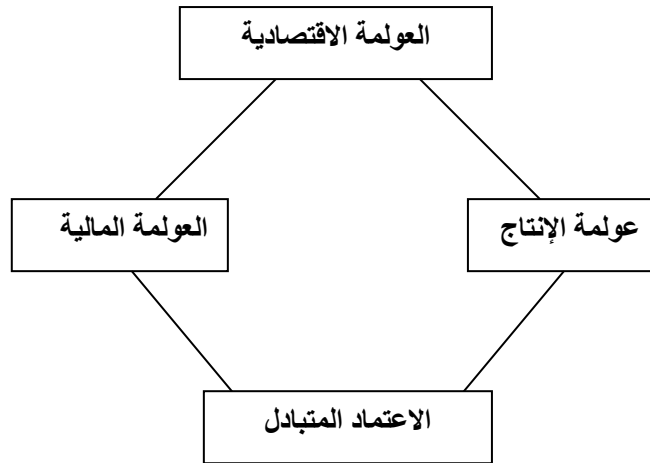 العولمة الاقتصادية
عولمة الإنتاج
العولمة المالية
الاعتماد المتبادل